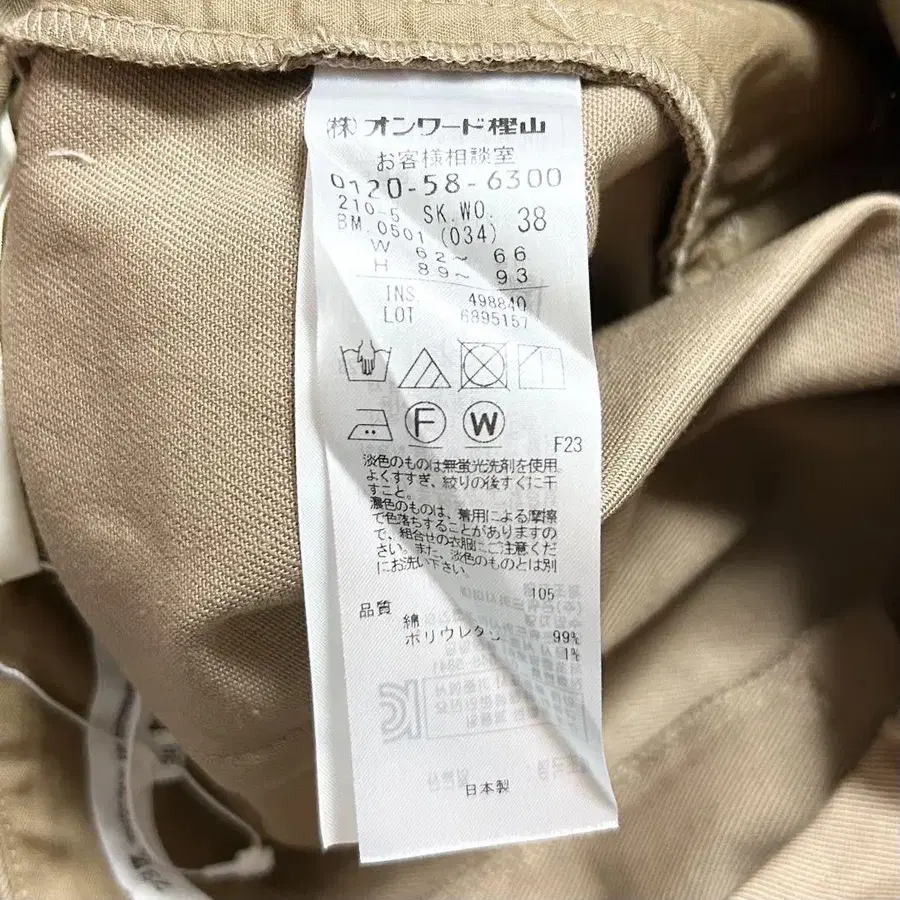 (株)オンワード樫山
お客様相談室
0120-58-6300
210-5 SK.WO. 38
BM.0501 (034)
W 62～ 66
H 89～ 93
INS. 498840
LOT 6895157
F W
F23
淡色のものは無蛍光洗剤を使用。
よくすすぎ、絞りの後すぐに干
すこと。
濃色のものは、着用による摩擦
で色落ちすることがありますの
で、組合せの衣服にご注意くだ
さい。また、淡色のものとは別
にお洗い下さい。
105
品質
綿 99%
ポリウレタン 1%
日本製